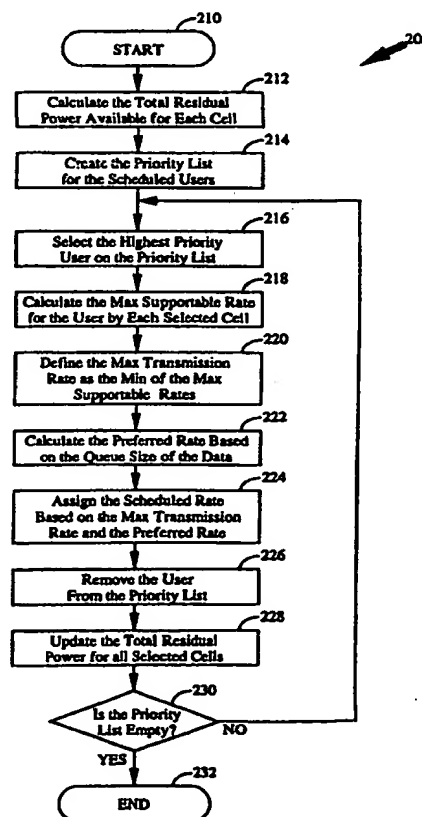 210
START
20
212
Calculate the Total Residual
Power Available for Each Cell
214
Create the Priority List
for the Scheduled Users
216
Select the Highest Priority
User on the Priority List
218
Calculate the Max Supportable Rate
for the User by Each Selected Cell
220
Define the Max Transmission
Rate as the Min of the Max
Supportable Rates
222
Calculate the Preferred Rate Based
on the Queue Size of the Data
224
Assign the Scheduled Rate
Based on the Max Transmission
Rate and the Preferred Rate
226
Remove the User
From the Priority List
228
Update the Total Residual
Power for all Selected Cells
230
Is the Priority
List Empty?
NO
YES
232
END